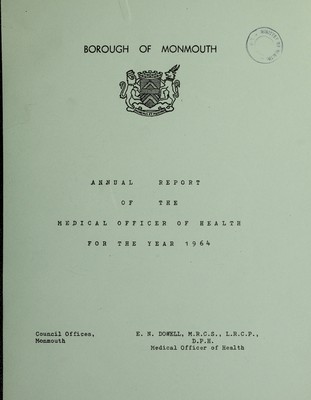 BOROUGH OF MONMOUTH
ANNUAL REPORT
OF THE
MEDICAL OFFICER OF HEALTH
FOR THE YEAR 1964
Council Offices, E. N. DOWELL, M.R.C.S., L.R.C.P.,
Monmouth D.P.H.
Medical Officer of Health